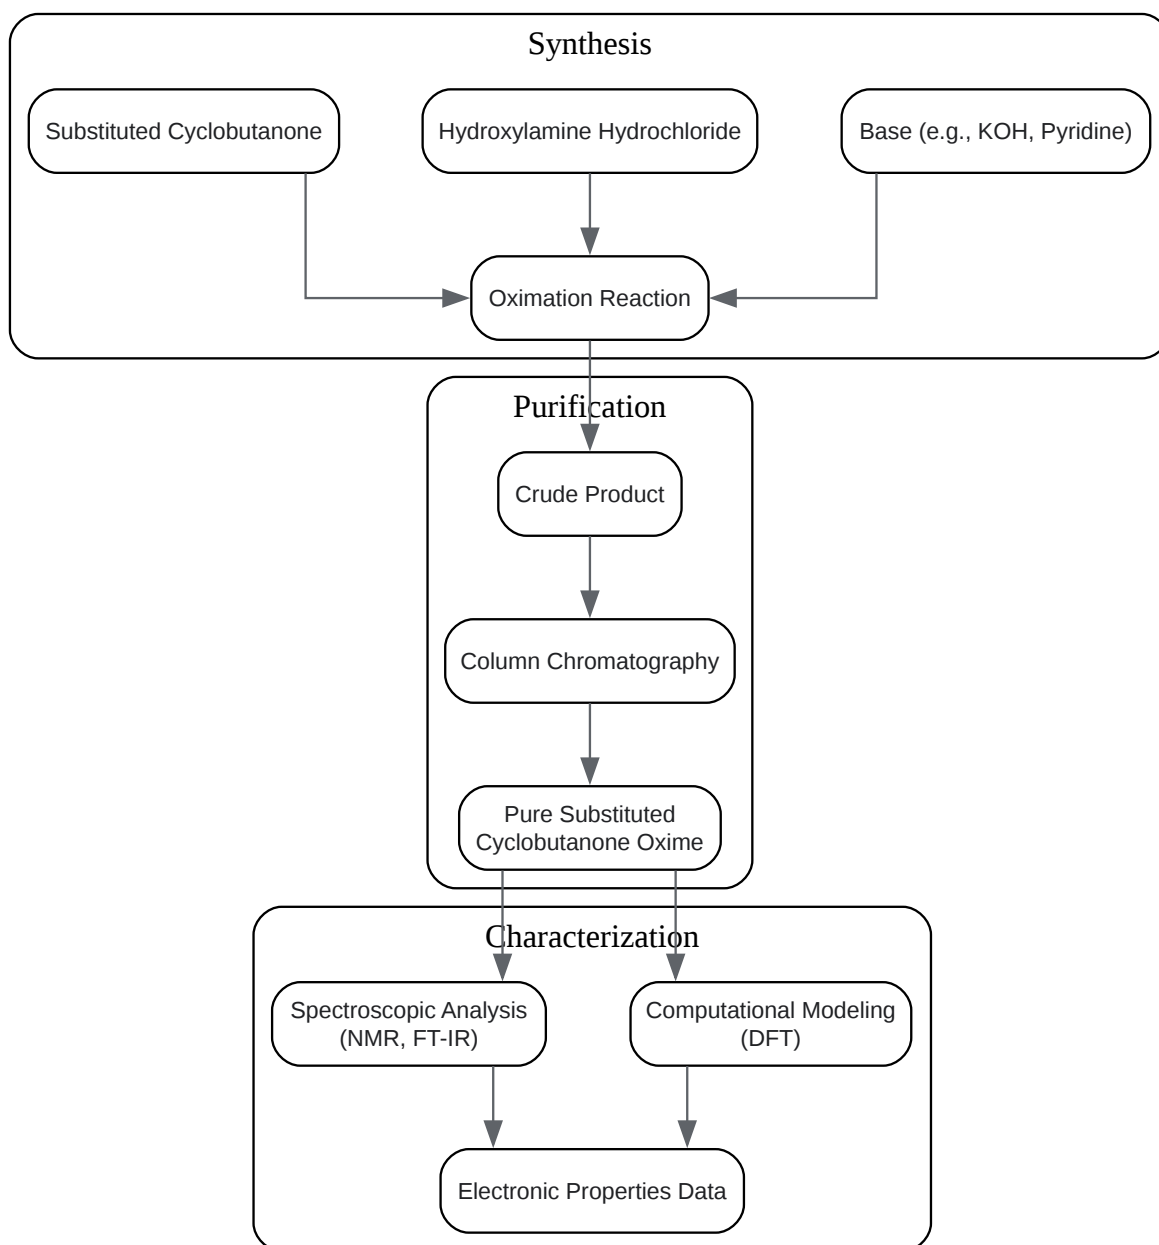 Synthesis
Substituted Cyclobutanone
Hydroxylamine Hydrochloride
Base (e.g., KOH, Pyridine)
Oximation Reaction
Purification
Crude Product
Column Chromatography
Pure Substituted
Cyclobutanone Oxime
Characterization
Spectroscopic Analysis
(NMR, FT-IR)
Computational Modeling
(DFT)
Electronic Properties Data